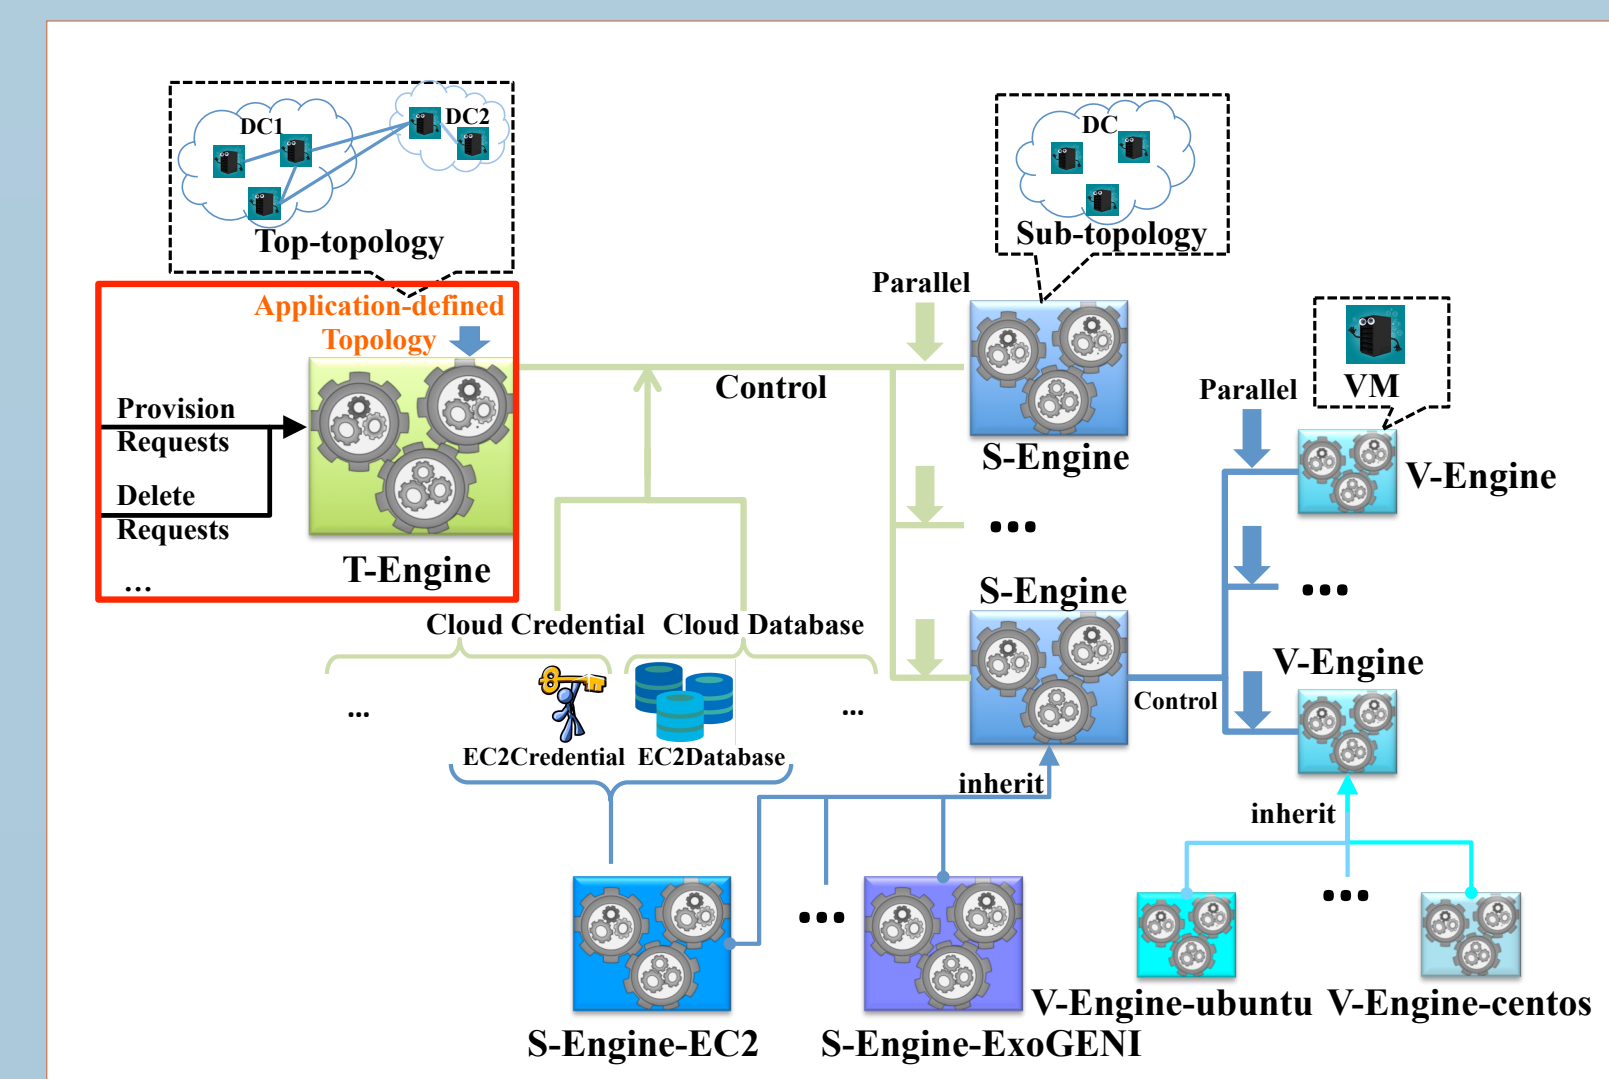 DC1
DC2
Top-topology
DC
Sub-topology
Application-defined
Topology
Provision
Requests
Delete
Requests
...
T-Engine
Control
Parallel
S-Engine
...
S-Engine
Parallel
VM
V-Engine
...
V-Engine
Control
Cloud Credential
Cloud Database
...
...
EC2Credential
EC2Database
inherit
inherit
...
...
S-Engine-EC2
S-Engine-ExoGENI
V-Engine-ubuntu
V-Engine-centos